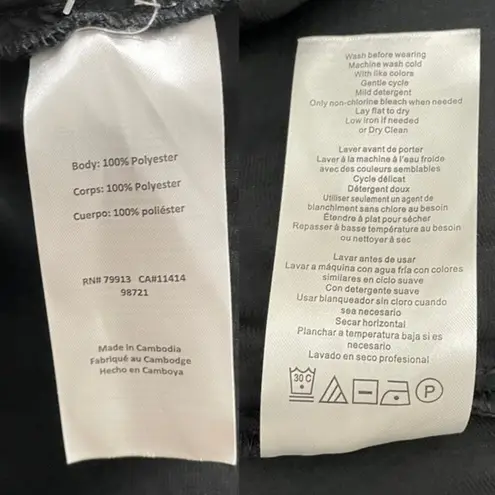 Body: 100% Polyester
Corps: 100% Polyester
Cuerpo: 100% poliéster
RN# 79913 CA#11414
98721
Made in Cambodia
Fabriqué au Cambodge
Hecho en Camboya
Wash before wearing
Machine wash cold
With like colors
Gentle cycle
Mild detergent
Only non-chlorine bleach when needed
Lay flat to dry
Low iron if needed
or Dry Clean
Laver avant de porter
Laver à la machine à l'eau froide
avec des couleurs semblables
Cycle délicat
Détergent doux
Utiliser seulement un agent de
blanchiment sans chlore au besoin
Étendre à plat pour sécher
Repasser à basse température au besoin
ou nettoyer à sec
Lavar antes de usar
Lavar a máquina con agua fría con colores
similares en ciclo suave
Con detergente suave
Usar blanqueador sin cloro cuando
sea necesario
Secar horizontal
Planchar a temperatura baja si es
necesario
Lavado en seco profesional
30 C P